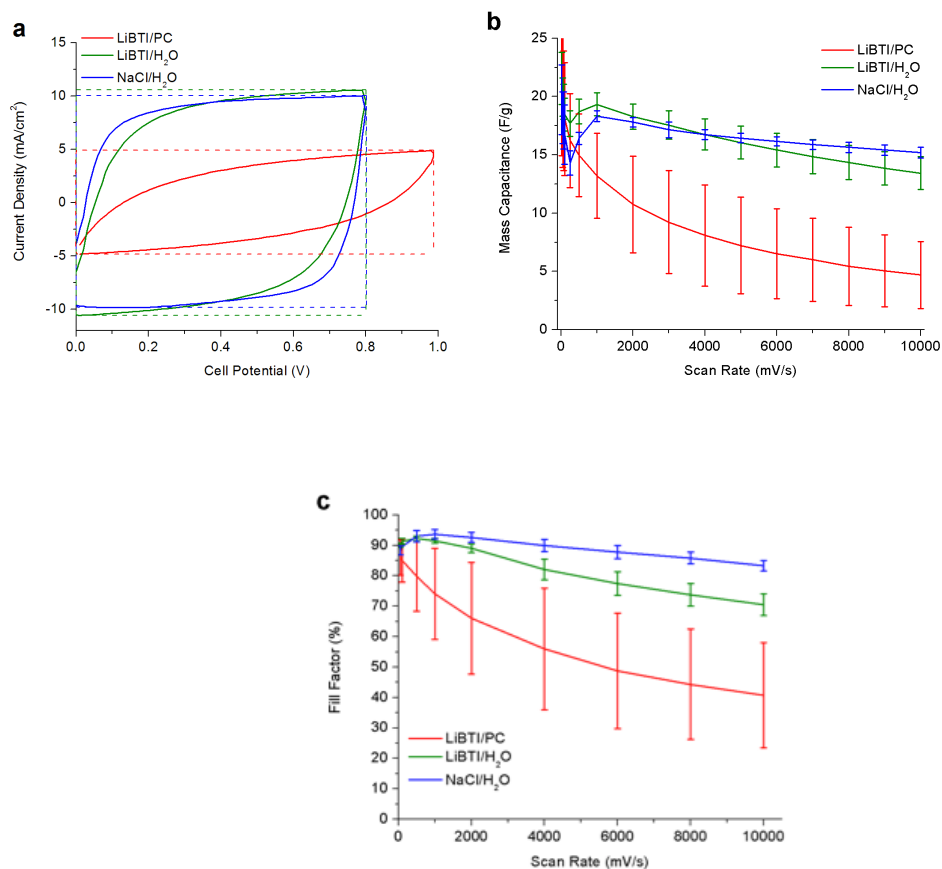 a
LiBTI/PC
LiBTI/H₂O
NaCl/H₂O
15
10
5
0
-5
-10
Current Density (mA/cm²)
0.0 0.2 0.4 0.6 0.8 1.0
Cell Potential (V)
b
LiBTI/PC
LiBTI/H₂O
NaCl/H₂O
25
20
15
10
5
0
Mass Capacitance (F/g)
0 2000 4000 6000 8000 10000
Scan Rate (mV/s)
c
100
90
80
70
60
50
40
30
20
10
0
Fill Factor (%)
LiBTI/PC
LiBTI/H₂O
NaCl/H₂O
0 2000 4000 6000 8000 10000
Scan Rate (mV/s)